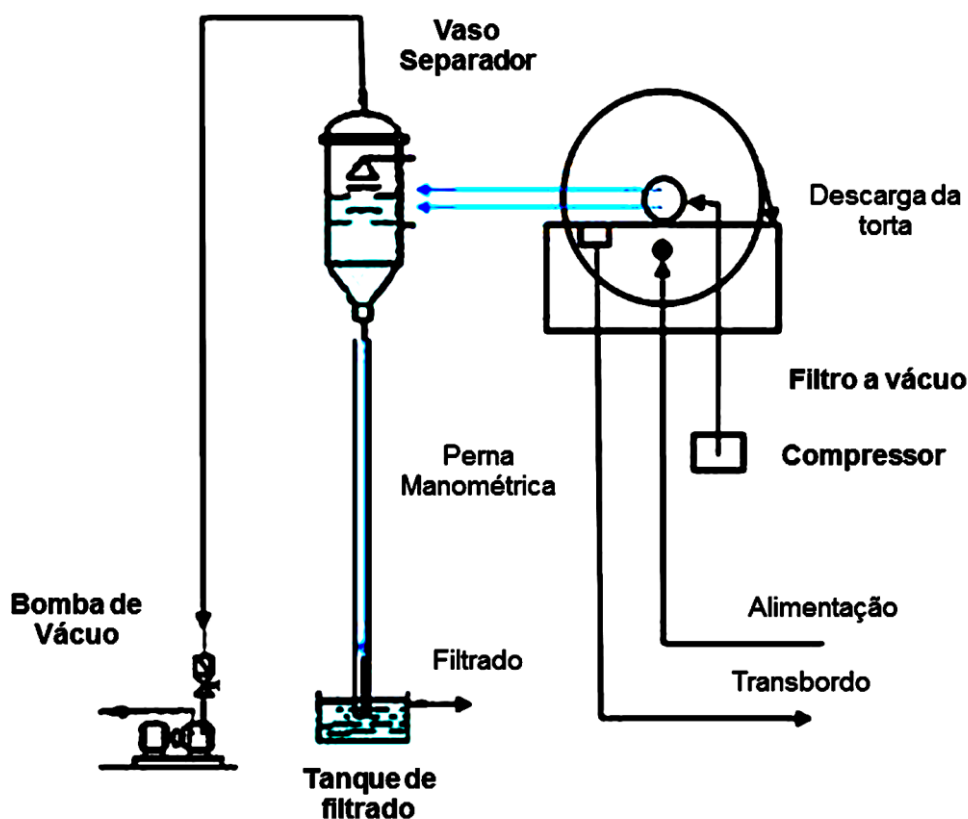 Vaso
Separador
Descarga da
torta
Filtro a vácuo
Compressor
Perna
Manométrica
Bomba de
Vácuo
Alimentação
Filtrado
Transbordo
Tanque de
filtrado